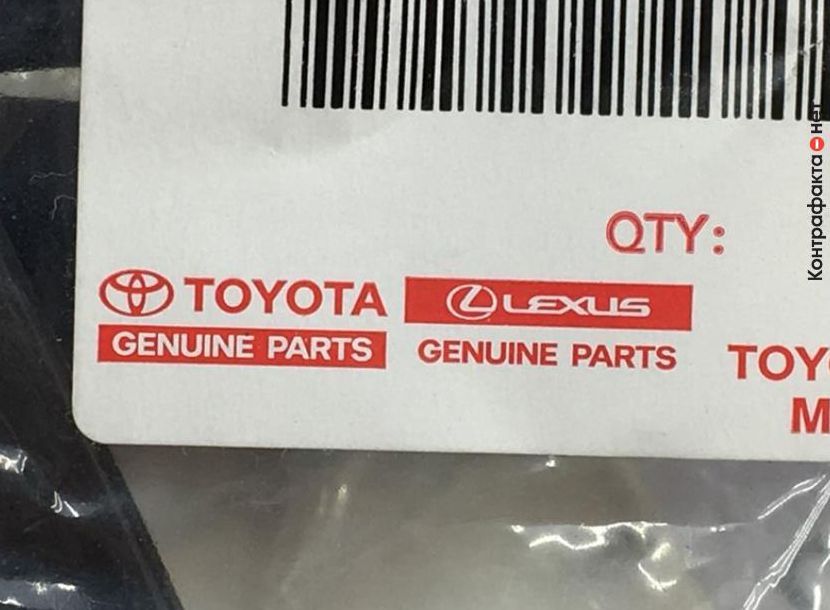 QTY:
TOYOTA
LEXUS
GENUINE PARTS
GENUINE PARTS
Контрафакта нет